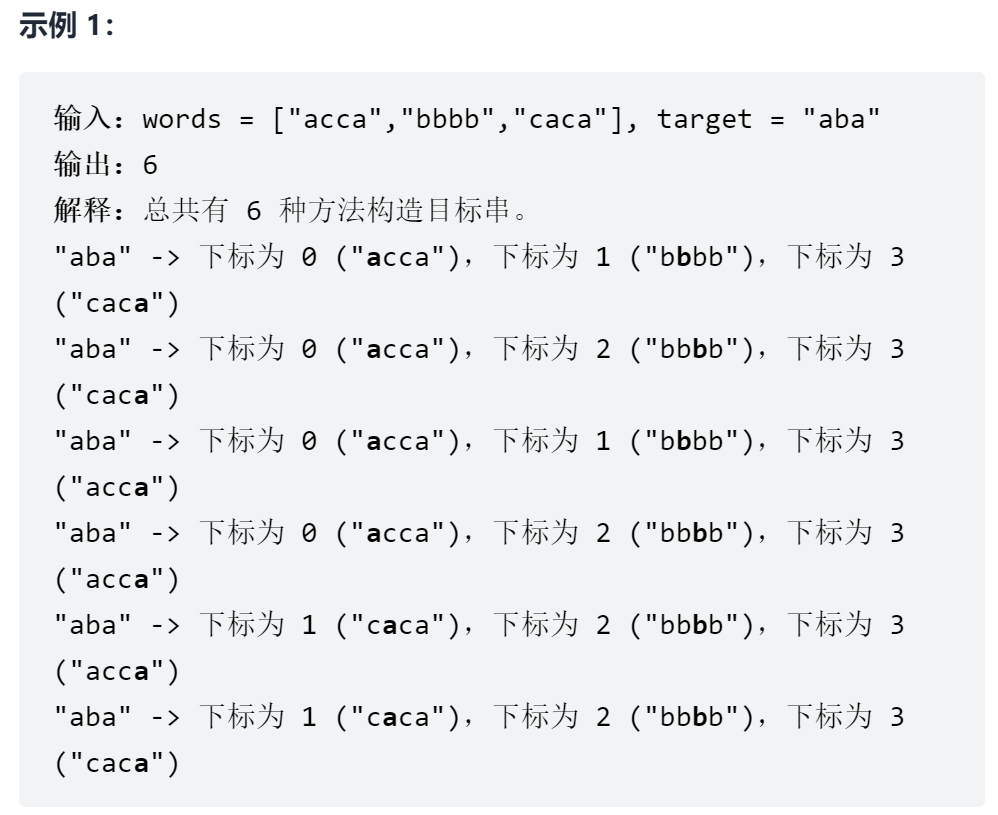 示例 1：
输入：words = ["acca","bbbb","caca"], target = "aba"
输出：6
解释：总共有 6 种方法构造目标串。
"aba" -> 下标为 0 ("acca")，下标为 1 ("bbbb")，下标为 3
("caca")
"aba" -> 下标为 0 ("acca")，下标为 2 ("bbbb")，下标为 3
("caca")
"aba" -> 下标为 0 ("acca")，下标为 1 ("bbbb")，下标为 3
("acca")
"aba" -> 下标为 0 ("acca")，下标为 2 ("bbbb")，下标为 3
("acca")
"aba" -> 下标为 1 ("caca")，下标为 2 ("bbbb")，下标为 3
("acca")
"aba" -> 下标为 1 ("caca")，下标为 2 ("bbbb")，下标为 3
("caca")